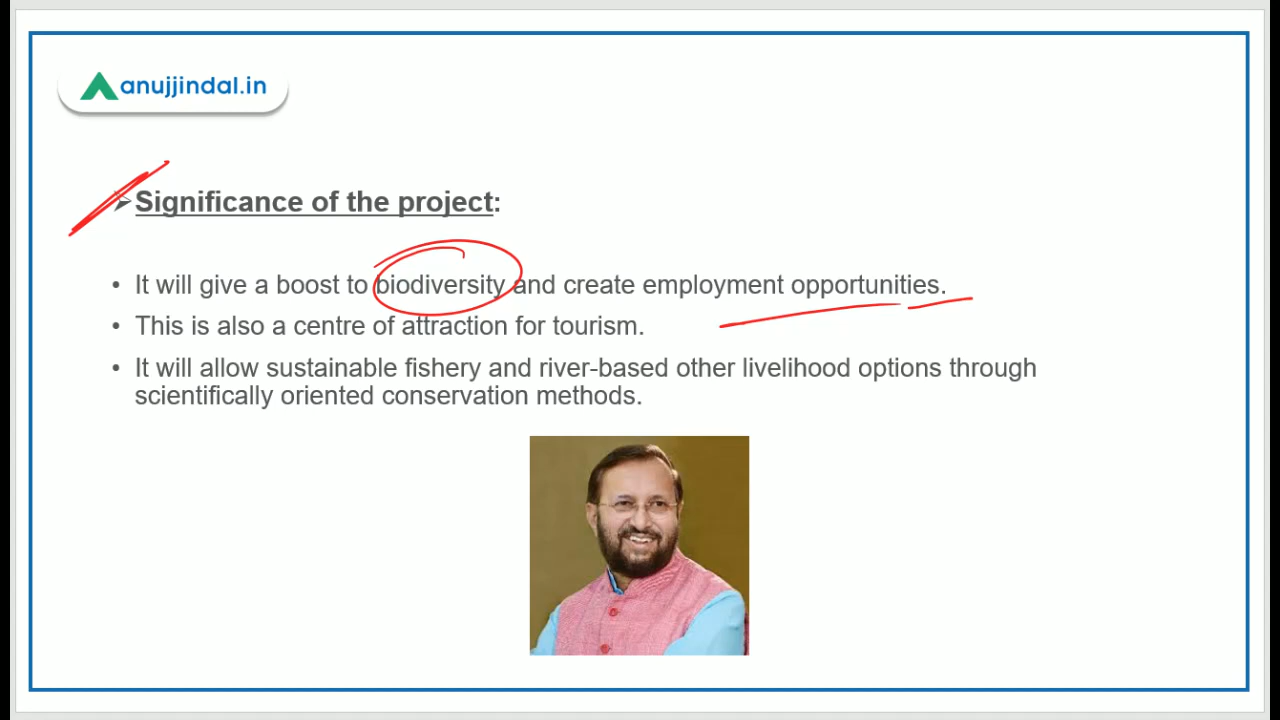 anujjindal.in
➢ Significance of the project:
• It will give a boost to biodiversity and create employment opportunities.
• This is also a centre of attraction for tourism.
• It will allow sustainable fishery and river-based other livelihood options through
scientifically oriented conservation methods.